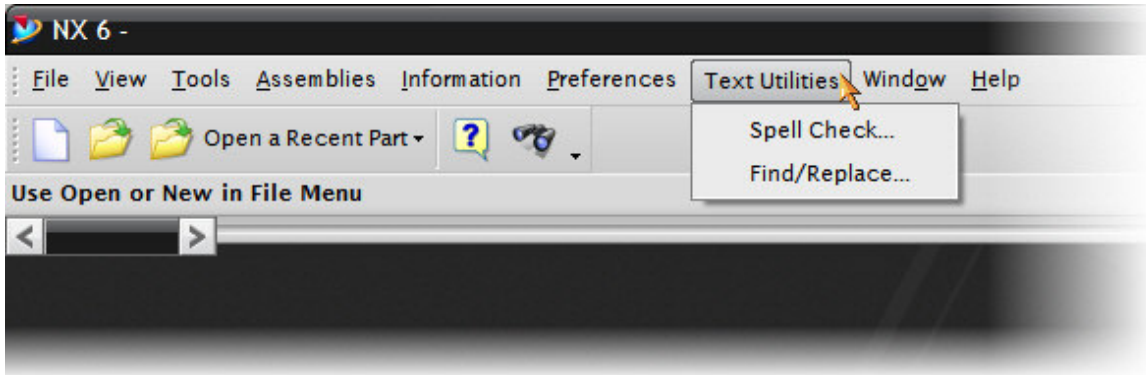 NX 6 -
File View Tools Assemblies Information Preferences Text Utilities Window Help
Open a Recent Part
Spell Check...
Find/Replace...
Use Open or New in File Menu